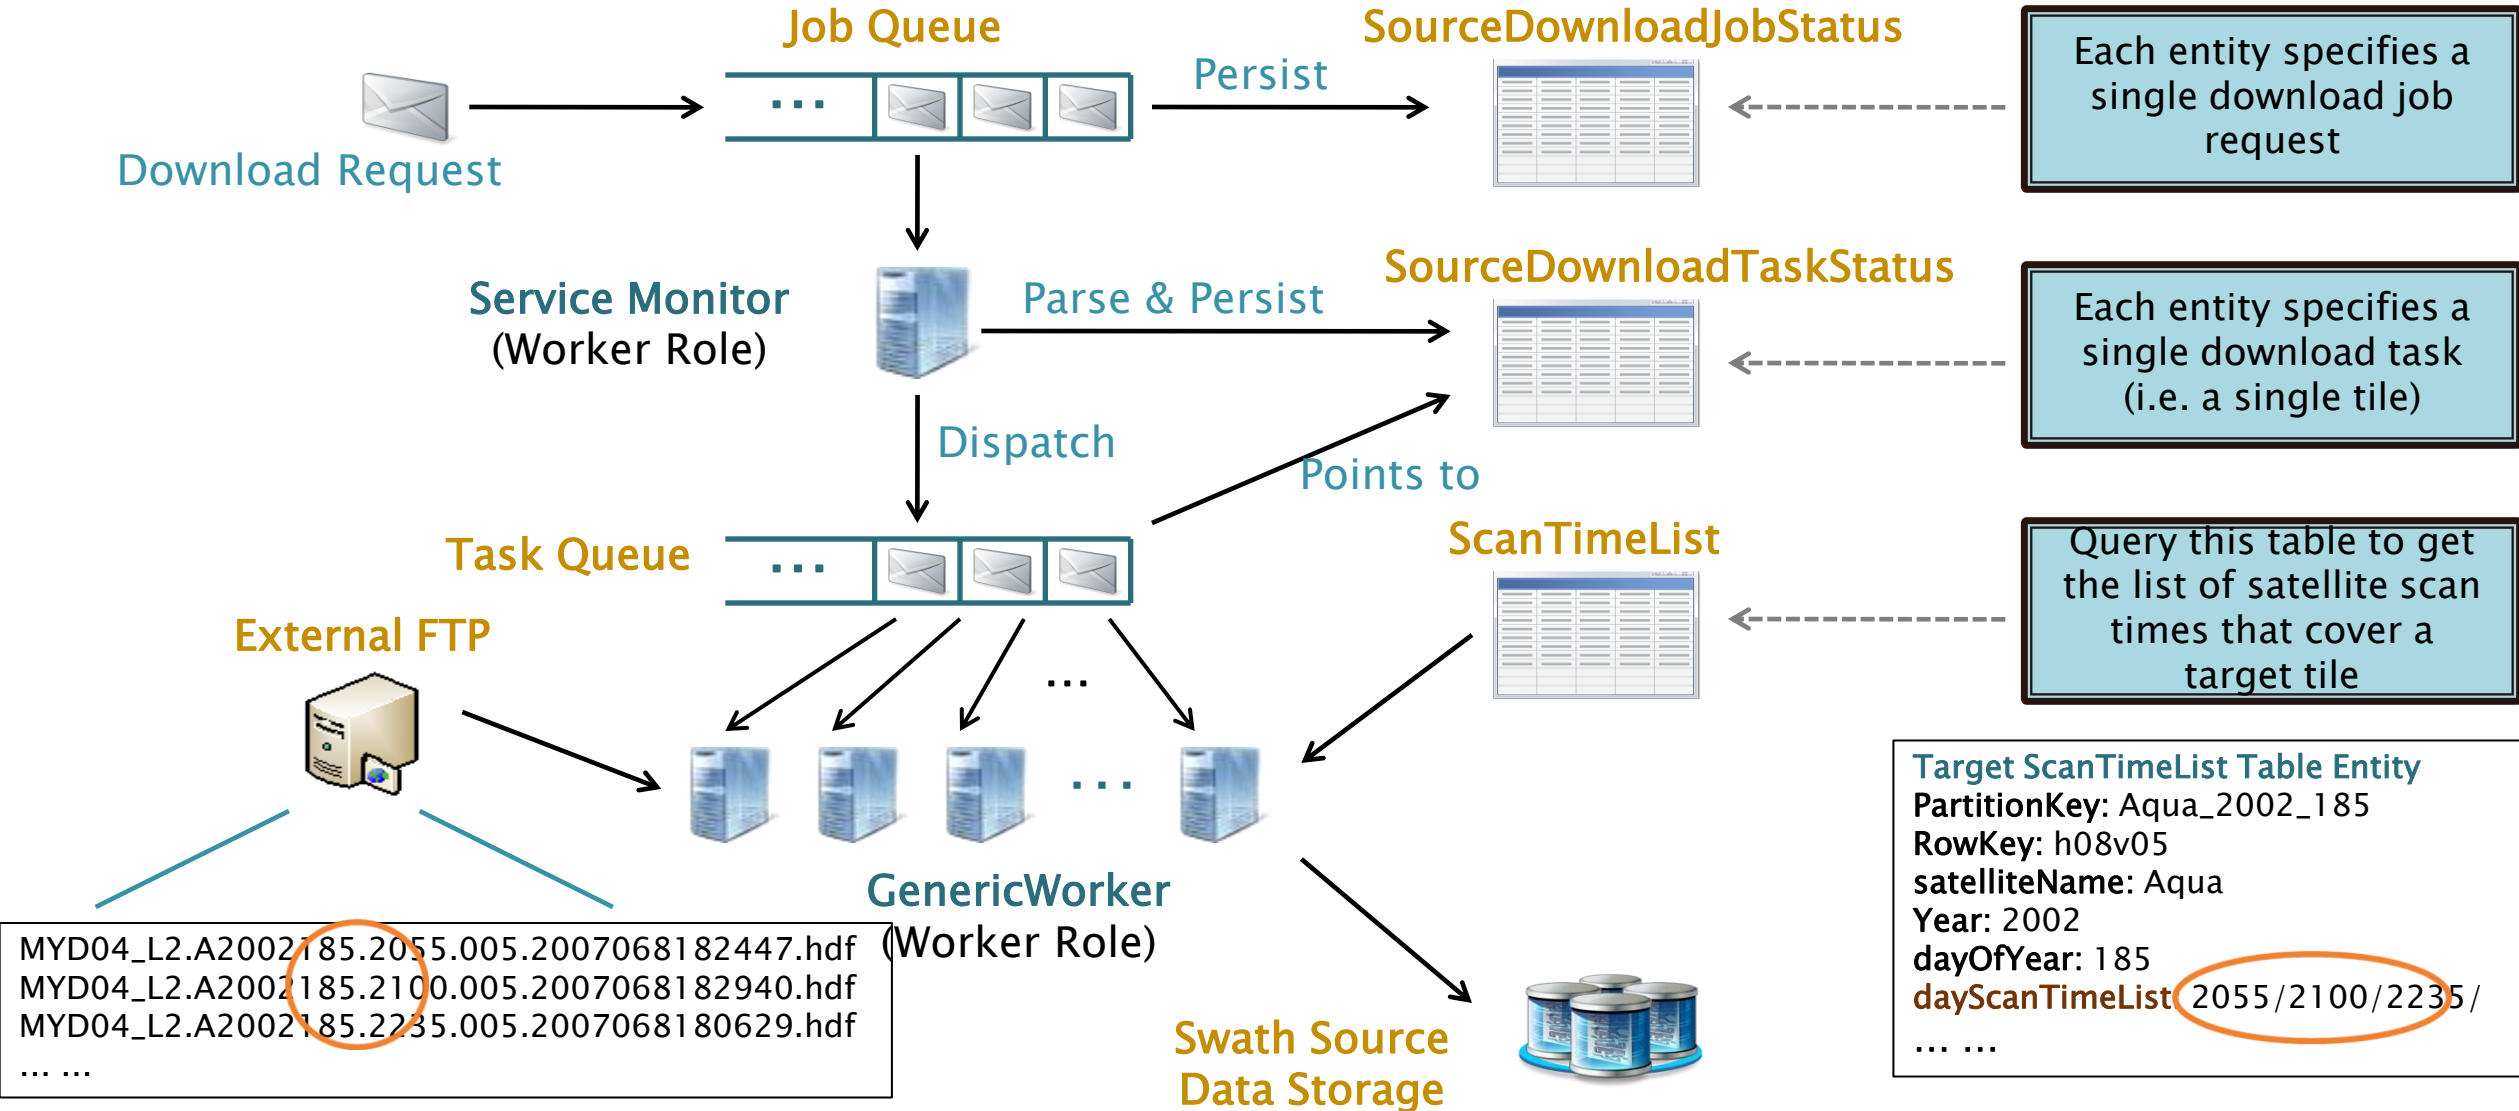 Job Queue
SourceDownloadJobStatus
Persist
Each entity specifies a
single download job
request
...
Download Request
Service Monitor
(Worker Role)
Parse & Persist
SourceDownloadTaskStatus
Each entity specifies a
single download task
(i.e. a single tile)
Dispatch
Points to
Task Queue
...
ScanTimeList
Query this table to get
the list of satellite scan
times that cover a
target tile
External FTP
...
...
GenericWorker
(Worker Role)
MYD04_L2.A2002185.2055.005.2007068182447.hdf
MYD04_L2.A2002185.2100.005.2007068182940.hdf
MYD04_L2.A2002185.2235.005.2007068180629.hdf
... ...
Swath Source
Data Storage
Target ScanTimeList Table Entity
PartitionKey: Aqua_2002_185
RowKey: h08v05
satelliteName: Aqua
Year: 2002
dayOfYear: 185
dayScanTimeList: 2055/2100/2235/
... ...